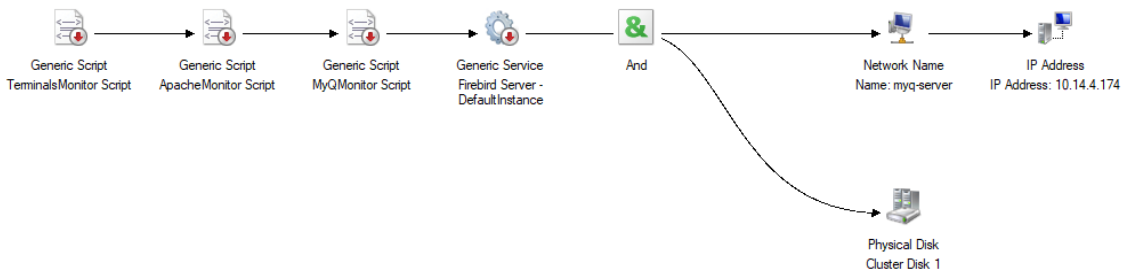 &
Generic Script
TerminalsMonitor Script
Generic Script
ApacheMonitor Script
Generic Script
MyQMonitor Script
Generic Service
Firebird Server -
DefaultInstance
And
Network Name
Name: myq-server
IP Address
IP Address: 10.14.4.174
Physical Disk
Cluster Disk 1